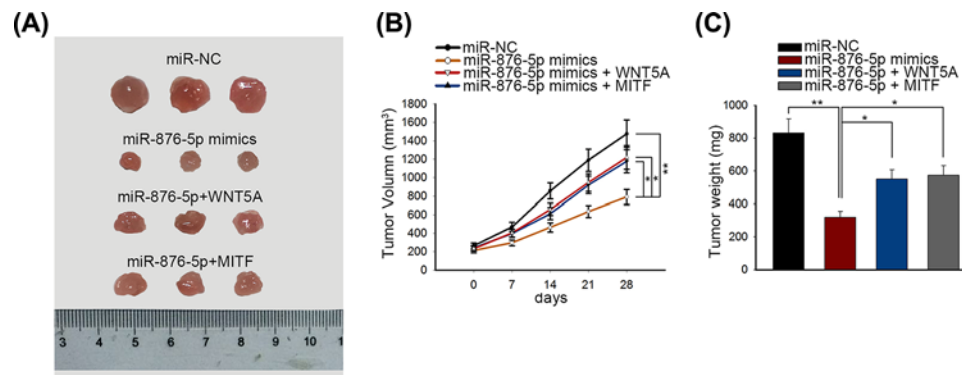 (A)
miR-NC
miR-876-5p mimics
miR-876-5p+WNT5A
miR-876-5p+MITF
3 4 5 6 7 8 9 10 1
(B)
miR-NC
miR-876-5p mimics
miR-876-5p mimics + WNT5A
miR-876-5p mimics + MITF
Tumor Volumn (mm³)
1800
1600
1400
1200
1000
800
600
400
200
0 7 14 21 28
days
* * **
(C)
miR-NC
miR-876-5p mimics
miR-876-5p + WNT5A
miR-876-5p + MITF
Tumor weight (mg)
1000
800
600
400
200
0
** * *